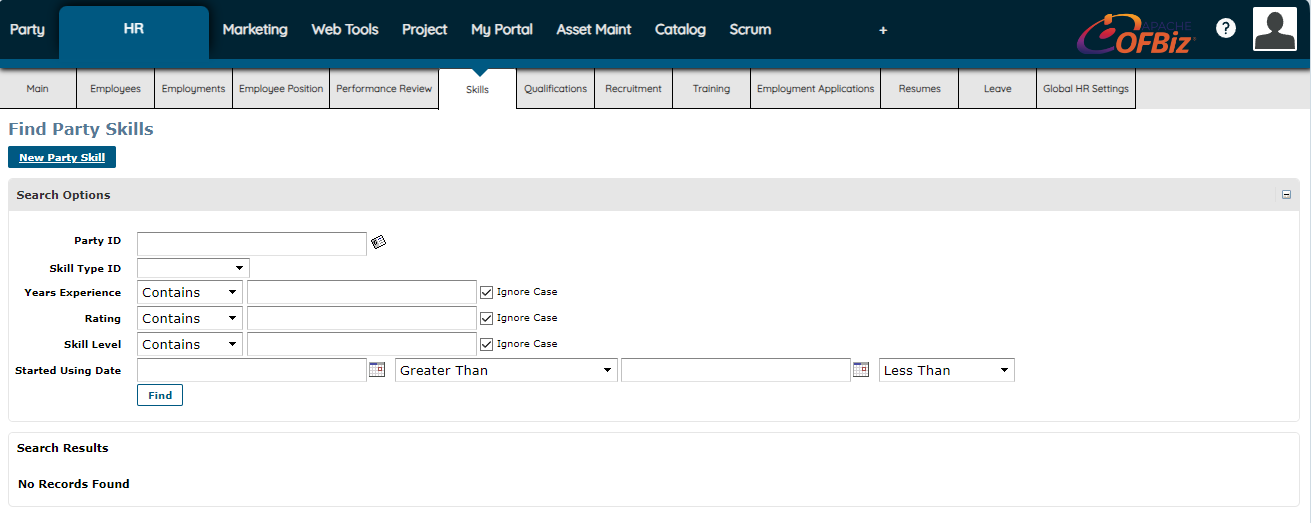 Party HR Marketing Web Tools Project My Portal Asset Maint Catalog Scrum + APACHE OFBiz ?
Main Employees Employments Employee Position Performance Review Skills Qualifications Recruitment Training Employment Applications Resumes Leave Global HR Settings
Find Party Skills
New Party Skill
Search Options
Party ID
Skill Type ID
Years Experience Contains Ignore Case
Rating Contains Ignore Case
Skill Level Contains Ignore Case
Started Using Date Greater Than Less Than
Find
Search Results
No Records Found